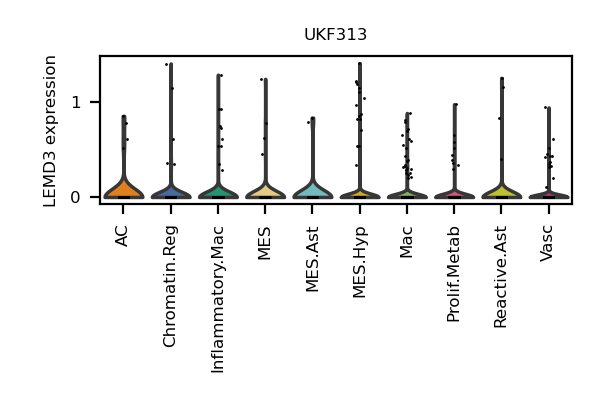 UKF313
LEMD3 expression
1
0
AC
Chromatin.Reg
Inflammatory.Mac
MES
MES.Ast
MES.Hyp
Mac
Prolif.Metab
Reactive.Ast
Vasc